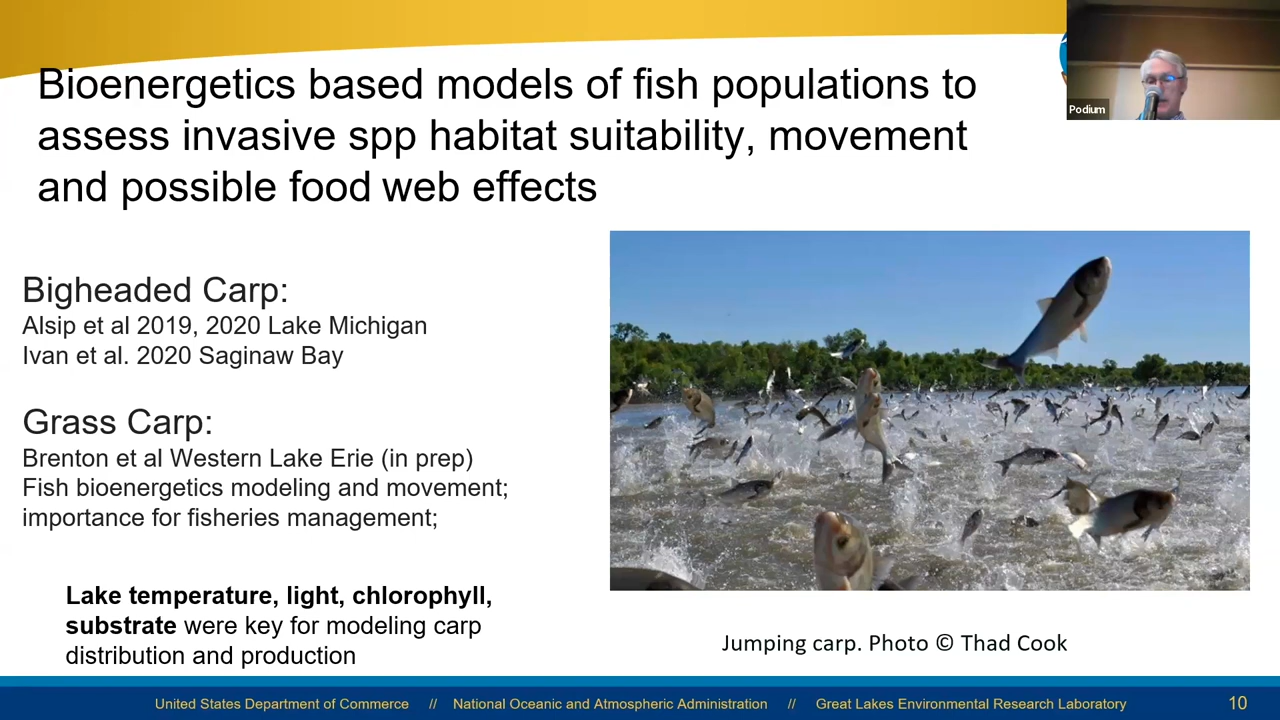 Bioenergetics based models of fish populations to
assess invasive spp habitat suitability, movement
and possible food web effects
Podium
Bigheaded Carp:
Alsip et al 2019, 2020 Lake Michigan
Ivan et al. 2020 Saginaw Bay
Grass Carp:
Brenton et al Western Lake Erie (in prep)
Fish bioenergetics modeling and movement;
importance for fisheries management;
Lake temperature, light, chlorophyll,
substrate were key for modeling carp
distribution and production
Jumping carp. Photo © Thad Cook
United States Department of Commerce // National Oceanic and Atmospheric Administration // Great Lakes Environmental Research Laboratory 10